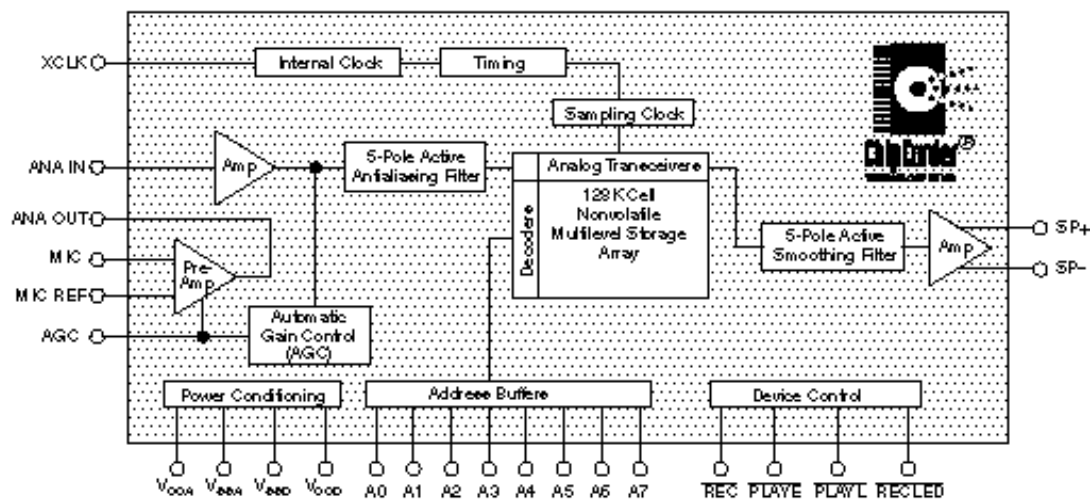 XCLK
Internal Clock
Timing
Sampling Clock
ChipCorder®
ANA IN
Amp
5-Pole Active
Antialiasing Filter
Analog Transceivers
Decoders
128K Cell
Nonvolatile
Multilevel Storage
Array
ANA OUT
MIC
Pre-
Amp
MIC REF
5-Pole Active
Smoothing Filter
Amp
SP+
SP-
AGC
Automatic
Gain Control
(AGC)
Power Conditioning
Address Buffers
Device Control
VCCA
VSSA
VSSD
VCCD
A0
A1
A2
A3
A4
A5
A6
A7
REC
PLAYE
PLAYL
RECLED